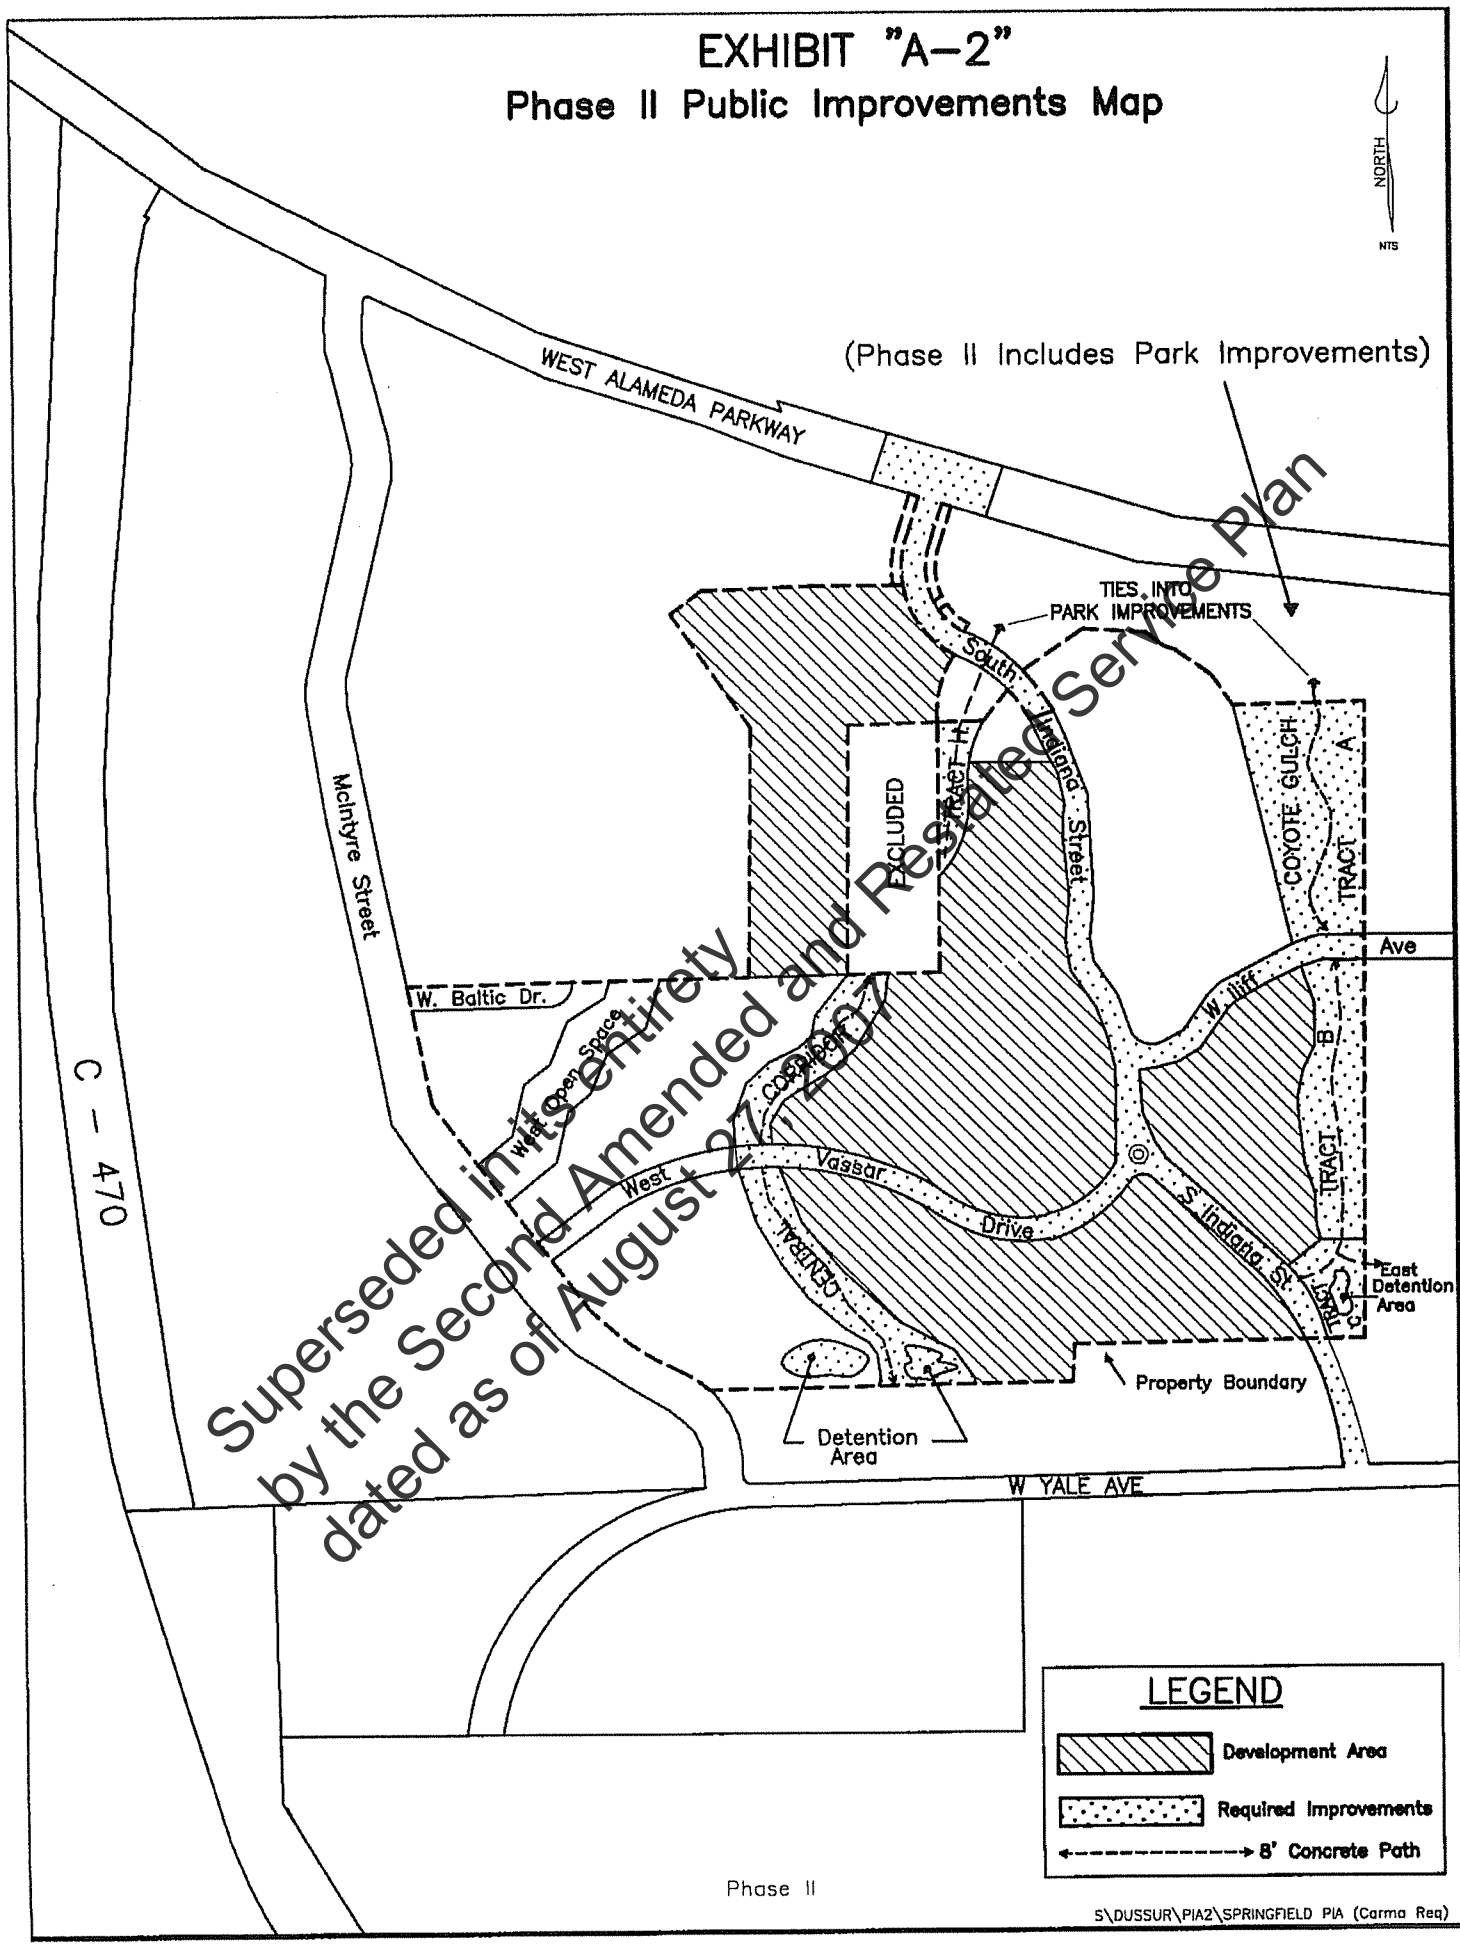 EXHIBIT "A-2"
Phase II Public Improvements Map
NORTH
NTS
(Phase II Includes Park Improvements)
WEST ALAMEDA PARKWAY
TIES INTO
PARK IMPROVEMENTS
South Indiana Street
McIntyre Street
EXCLUDED
TRACT H
COYOTE GULCH
TRACT A
W. Iliff Ave
W. Baltic Dr.
West Open Space
CORRIDOR
CENTRAL
TRACT B
C-470
West Vassar Drive
S. Indiana St
TRACT C
East
Detention
Area
Property Boundary
Detention
Area
W YALE AVE
Superseded in its entirety
by the Second Amended and Restated Service Plan
dated as of August 27, 2007
LEGEND
Development Area
Required Improvements
8' Concrete Path
Phase II
S\DUSSUR\PIA2\SPRINGFIELD PIA (Carma Req)